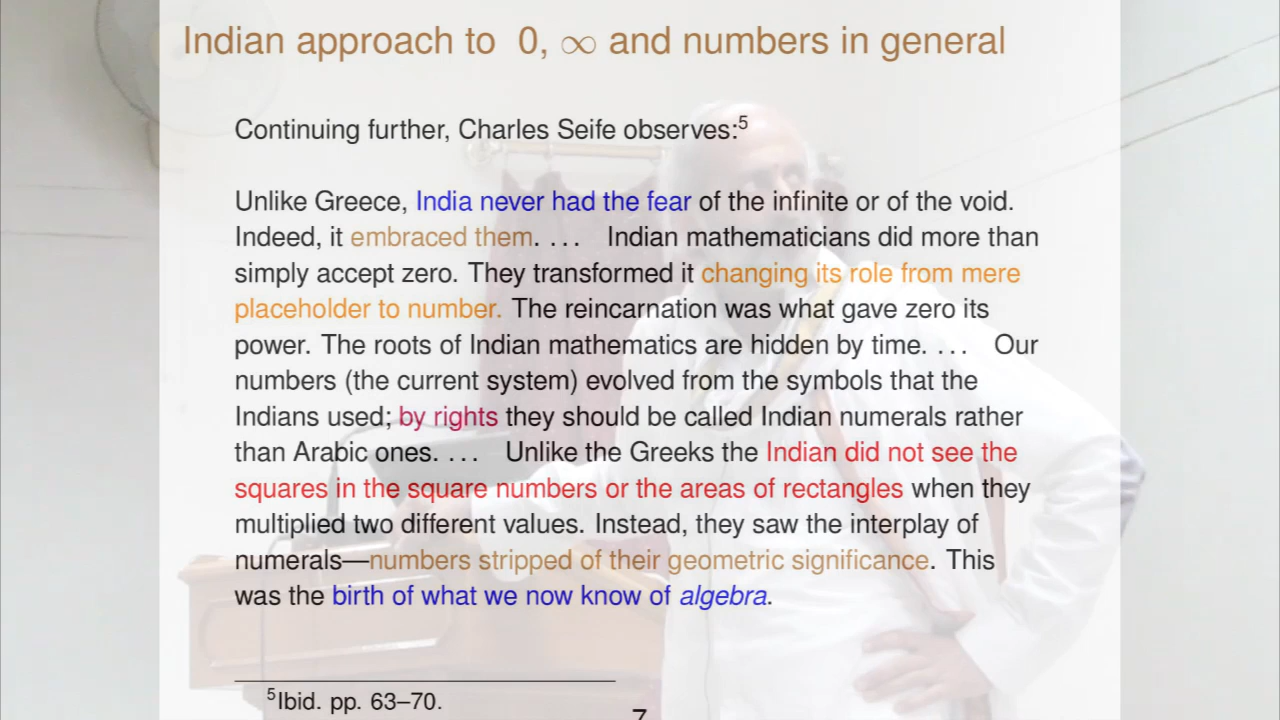 Indian approach to 0, ∞ and numbers in general
Continuing further, Charles Seife observes:5
Unlike Greece, India never had the fear of the infinite or of the void.
Indeed, it embraced them. ... Indian mathematicians did more than
simply accept zero. They transformed it changing its role from mere
placeholder to number. The reincarnation was what gave zero its
power. The roots of Indian mathematics are hidden by time. ... Our
numbers (the current system) evolved from the symbols that the
Indians used; by rights they should be called Indian numerals rather
than Arabic ones. ... Unlike the Greeks the Indian did not see the
squares in the square numbers or the areas of rectangles when they
multiplied two different values. Instead, they saw the interplay of
numerals—numbers stripped of their geometric significance. This
was the birth of what we now know of algebra.
5Ibid. pp. 63–70.
7